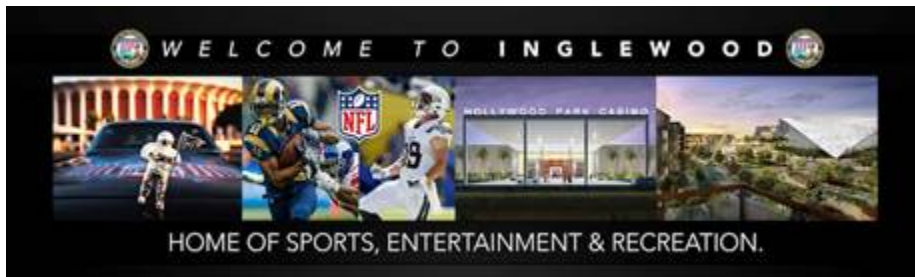 WELCOME TO INGLEWOOD
NFL
HOLLYWOOD PARK CASINO
HOME OF SPORTS, ENTERTAINMENT & RECREATION.